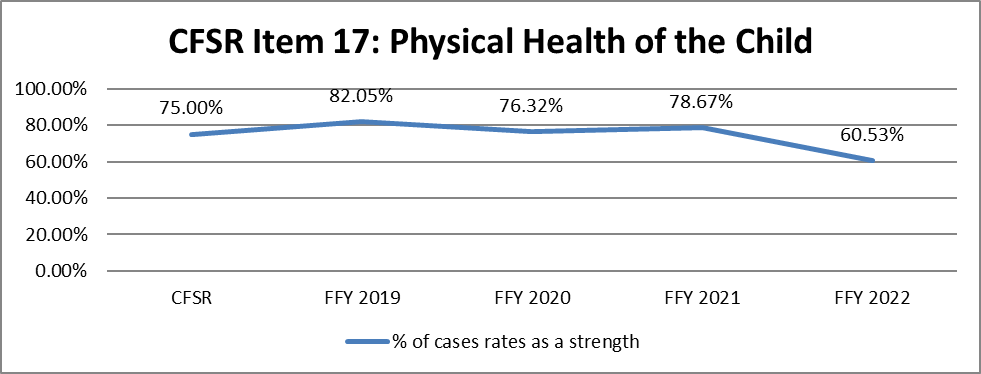 CFSR Item 17: Physical Health of the Child
100.00%
80.00%
60.00%
40.00%
20.00%
0.00%
75.00%
82.05%
76.32%
78.67%
60.53%
CFSR
FFY 2019
FFY 2020
FFY 2021
FFY 2022
% of cases rates as a strength